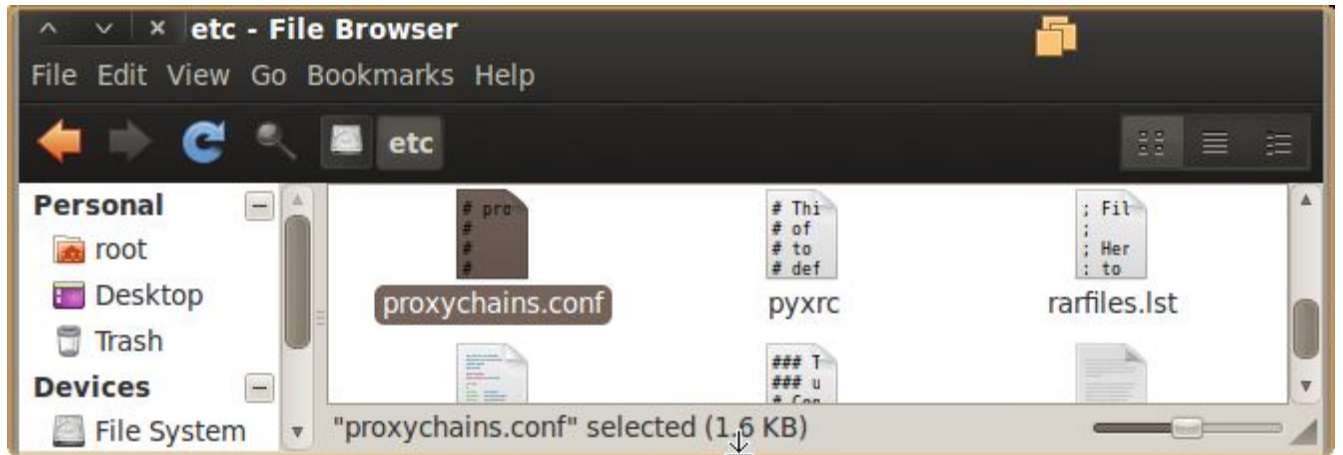 etc - File Browser
File Edit View Go Bookmarks Help
etc
Personal
root
Desktop
Trash
Devices
File System
# pro
#
#
#
proxychains.conf
# Thi
# of
# to
# def
pyxrc
; Fil
;
; Her
: to
rarfiles.lst
### T
### u
# Con
"proxychains.conf" selected (1.6 KB)